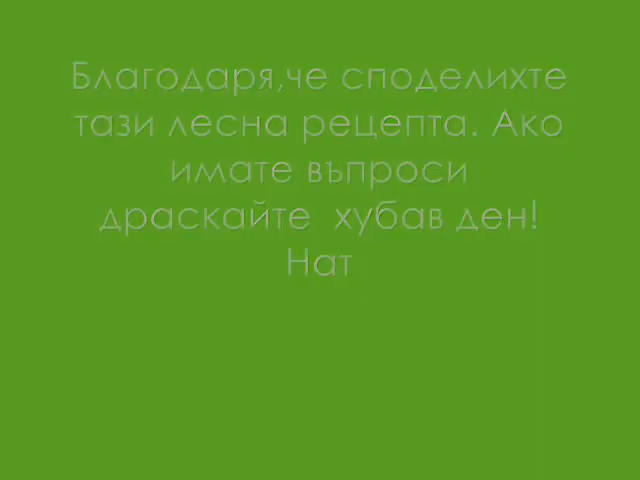 Благодаря,че споделихте
тази лесна рецепта. Ако
имате въпроси
драскайте  хубав ден!
Нат